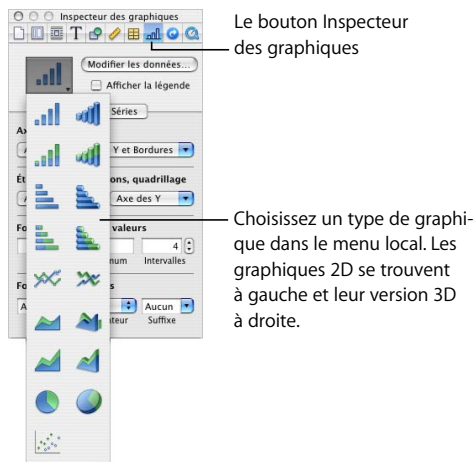 Inspecteur des graphiques
Le bouton Inspecteur
des graphiques
T
Modifier les données...
Afficher la légende
Séries
Y et Bordures
ons, quadrillage
Axe des Y
Choisissez un type de graphi-
que dans le menu local. Les
graphiques 2D se trouvent
à gauche et leur version 3D
à droite.
valeurs
4
Intervalles
Aucun
Suffixe